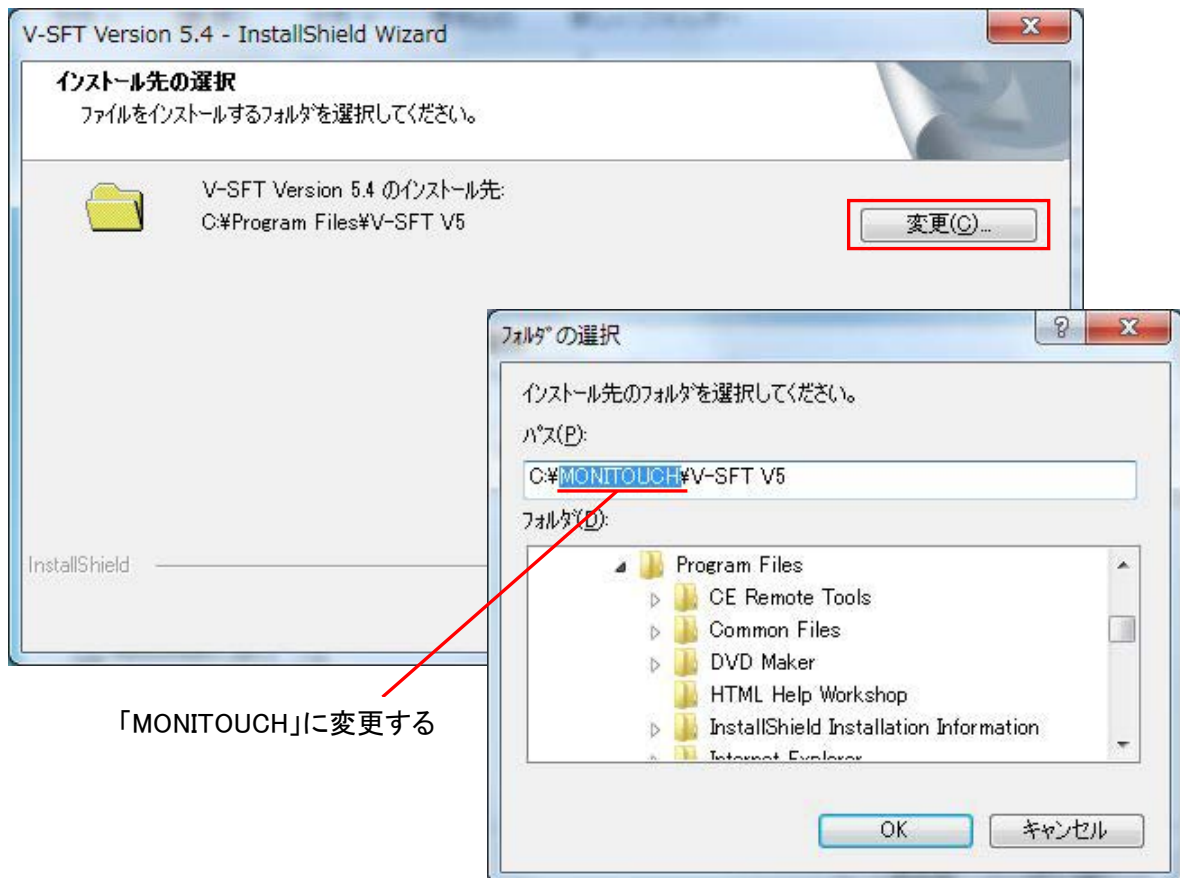 V-SFT Version 5.4 - InstallShield Wizard
インストール先の選択
ファイルをインストールするフォルダを選択してください。
V-SFT Version 5.4 のインストール先:
C:¥Program Files¥V-SFT V5
変更(C)...
InstallShield
フォルダの選択
インストール先のフォルダを選択してください。
パス(P):
C:¥MONITOUCH¥V-SFT V5
フォルダ(D):
Program Files
CE Remote Tools
Common Files
DVD Maker
HTML Help Workshop
InstallShield Installation Information
Internet Explorer
OK
キャンセル
「MONITOUCH」に変更する